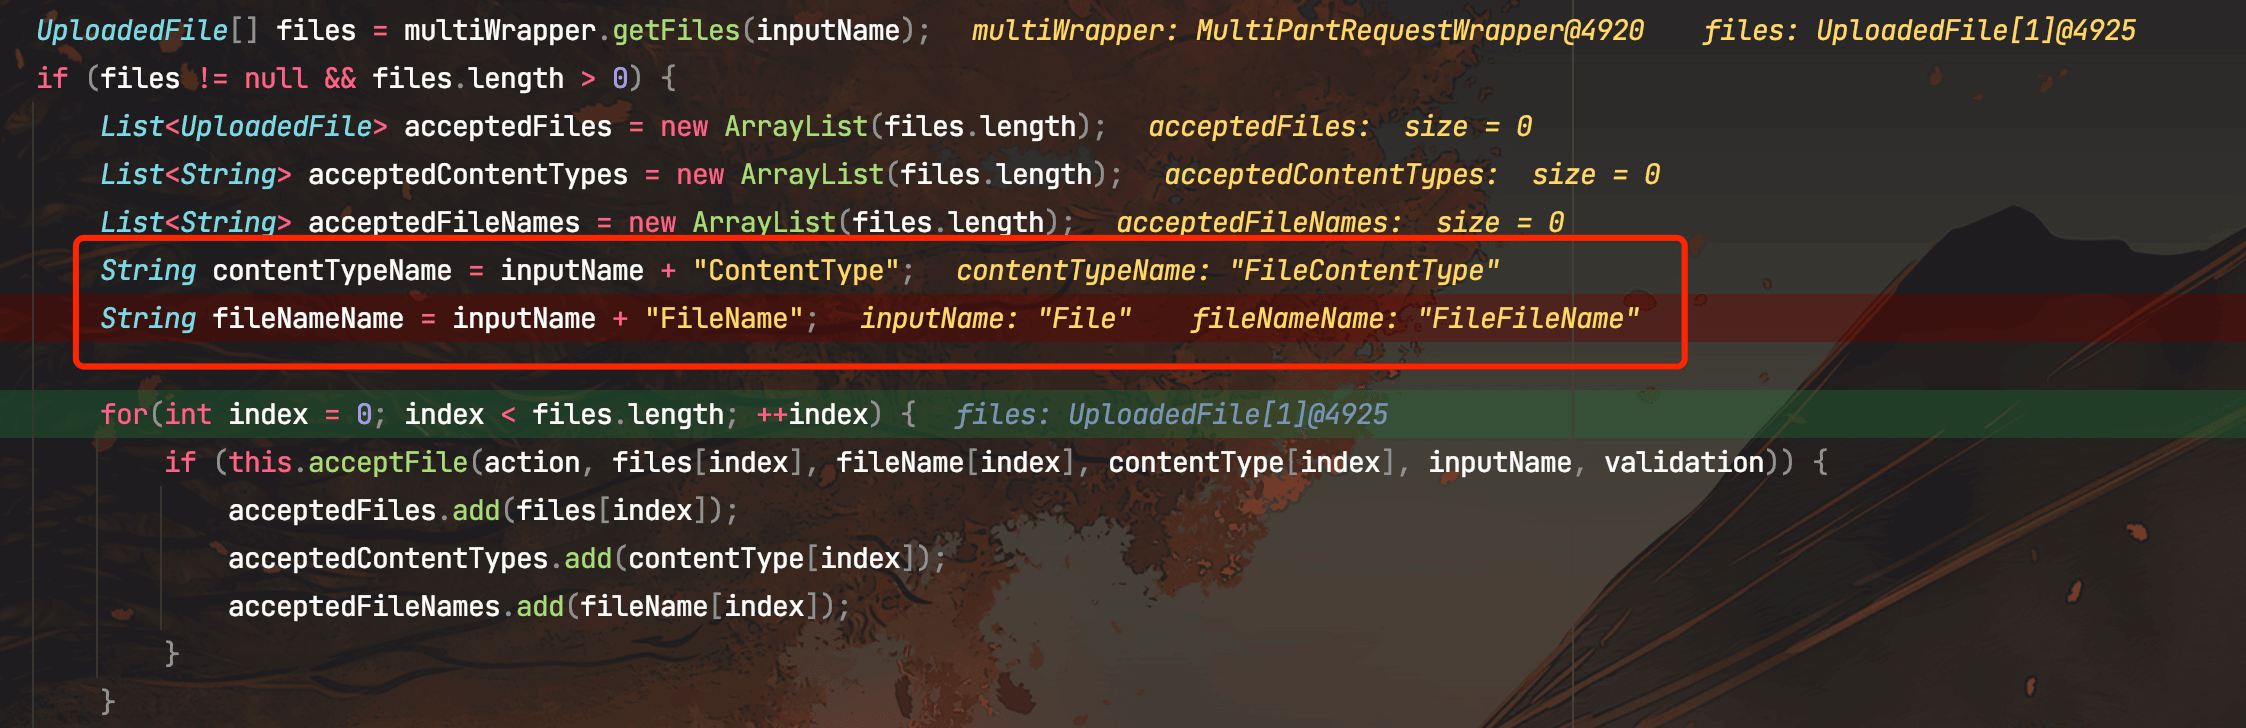 UploadedFile[] files = multiWrapper.getFiles(inputName);   multiWrapper: MultiPartRequestWrapper@4920    files: UploadedFile[1]@4925
if (files != null && files.length > 0) {
    List<UploadedFile> acceptedFiles = new ArrayList(files.length);   acceptedFiles:  size = 0
    List<String> acceptedContentTypes = new ArrayList(files.length);   acceptedContentTypes:  size = 0
    List<String> acceptedFileNames = new ArrayList(files.length);   acceptedFileNames:  size = 0
    String contentTypeName = inputName + "ContentType";   contentTypeName: "FileContentType"
    String fileNameName = inputName + "FileName";   inputName: "File"    fileNameName: "FileFileName"
    for(int index = 0; index < files.length; ++index) {   files: UploadedFile[1]@4925
        if (this.acceptFile(action, files[index], fileName[index], contentType[index], inputName, validation)) {
            acceptedFiles.add(files[index]);
            acceptedContentTypes.add(contentType[index]);
            acceptedFileNames.add(fileName[index]);
        }
    }